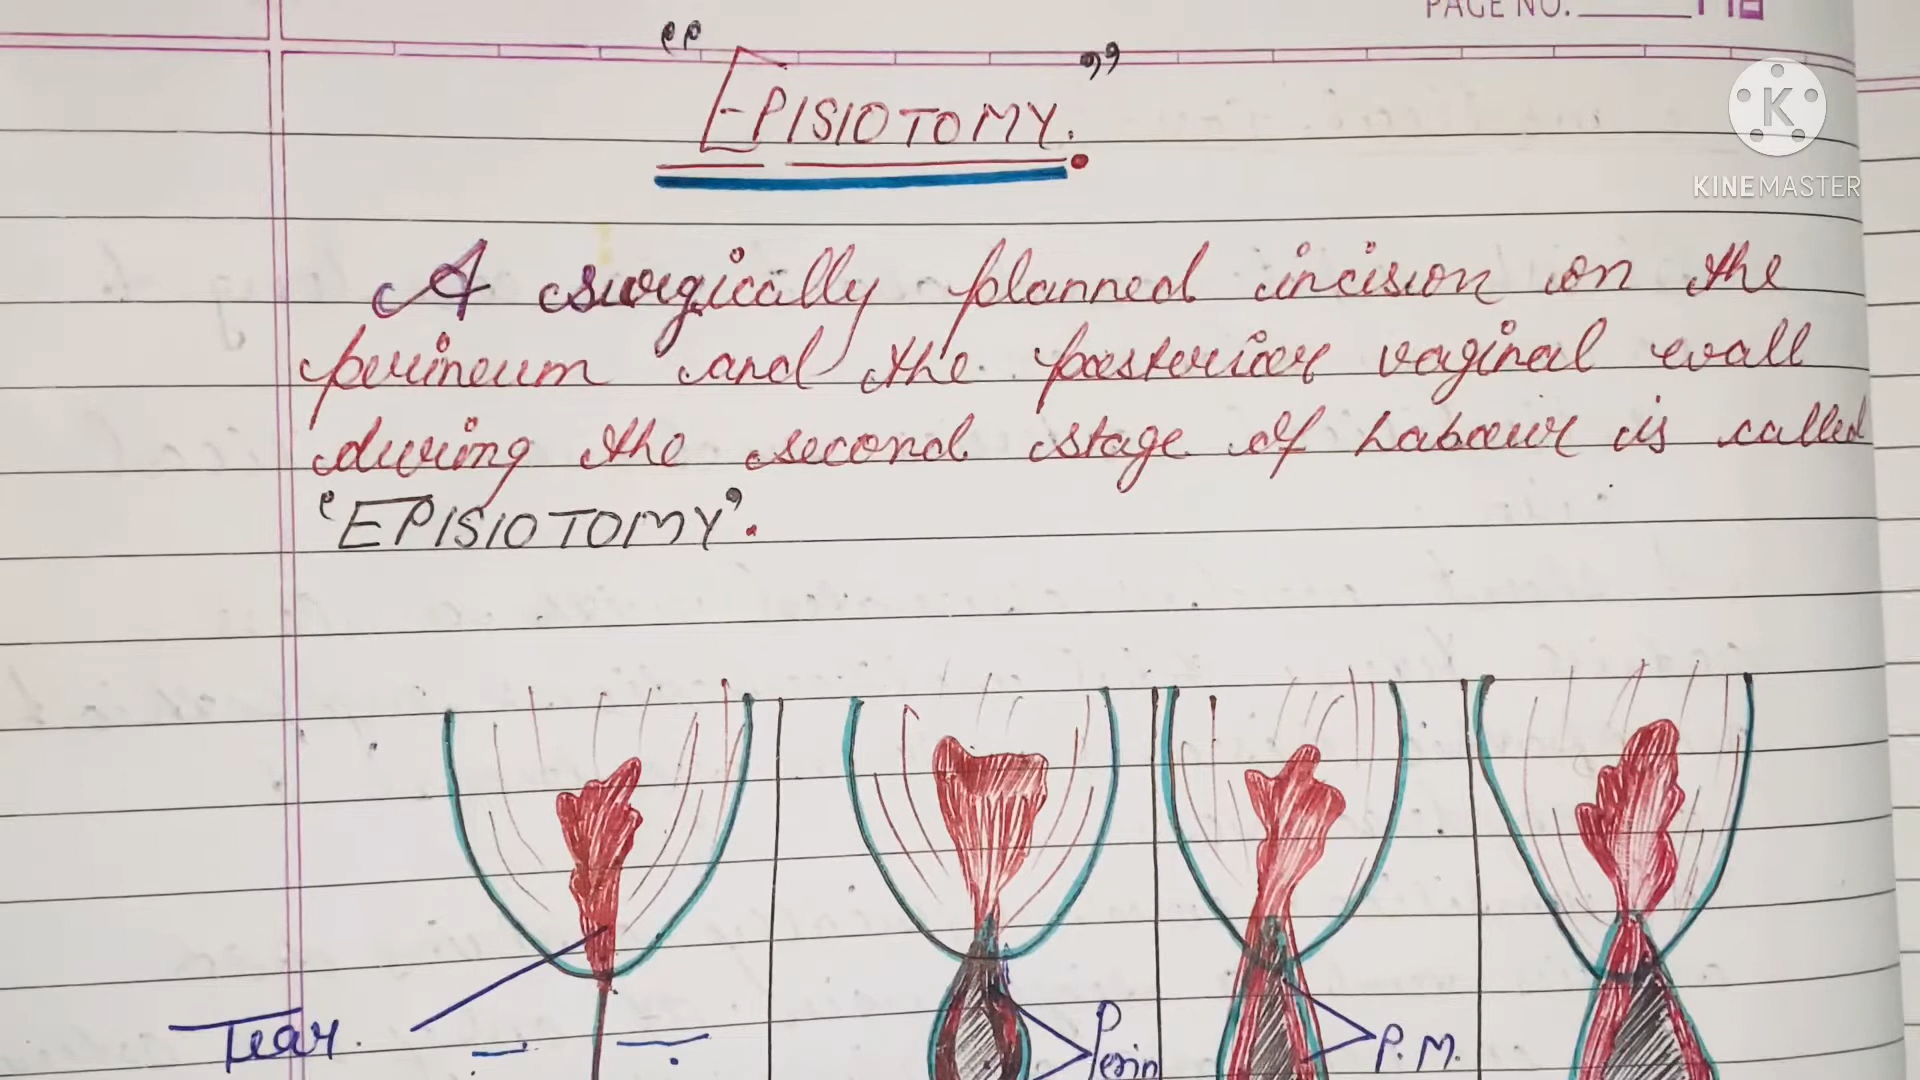 PAGE NO.
K
KINEMASTER
"EPISIOTOMY."
A surgically planned incision on the
perineum and the posterior vaginal wall
during the second stage of Labour is called
'EPISIOTOMY'.
Tear.
Perin
P.M.